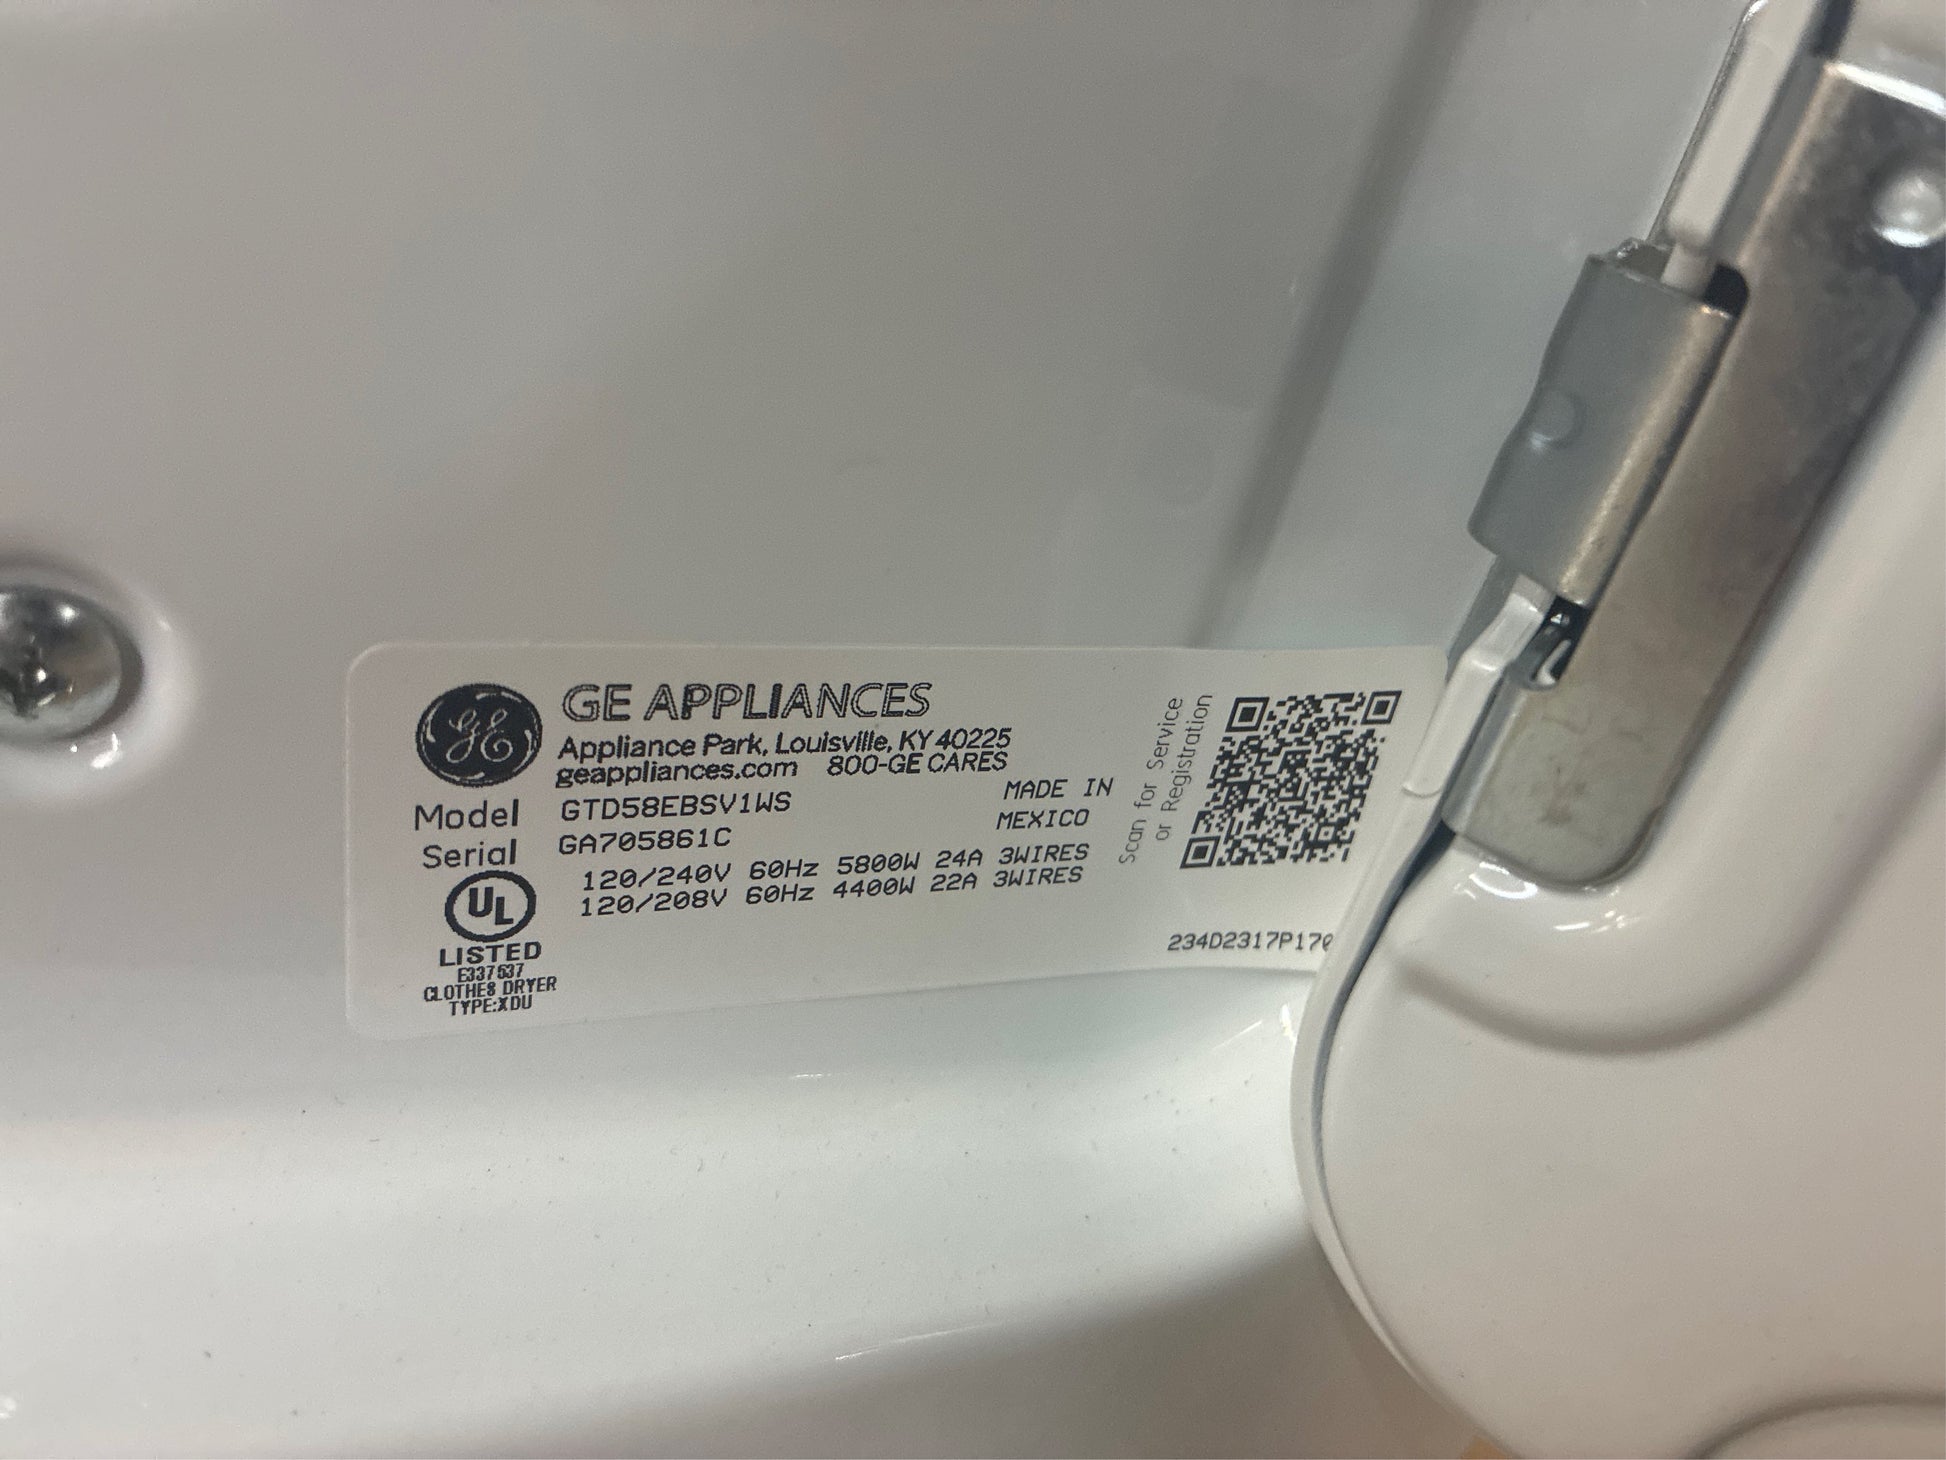 GE
GE APPLIANCES
Appliance Park, Louisville, KY 40225
geappliances.com 800-GE CARES
Model GTD58EBSV1WS
MADE IN
MEXICO
Serial GA705861C
120/240V 60Hz 5800W 24A 3WIRES
120/208V 60Hz 4400W 22A 3WIRES
UL
LISTED
E337637
CLOTHES DRYER
TYPE:XDU
Scan for Service
or Registration
234D2317P170